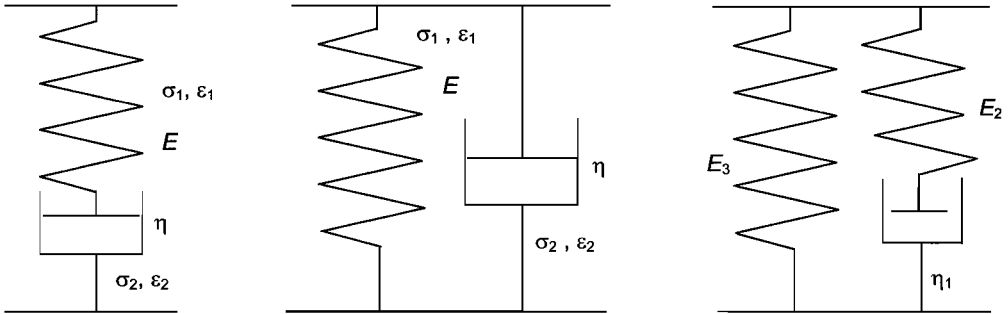 σ₁, ε₁
E
η
σ₂, ε₂
σ₁ , ε₁
E
η
σ₂ , ε₂
E₃
E₂
η₁